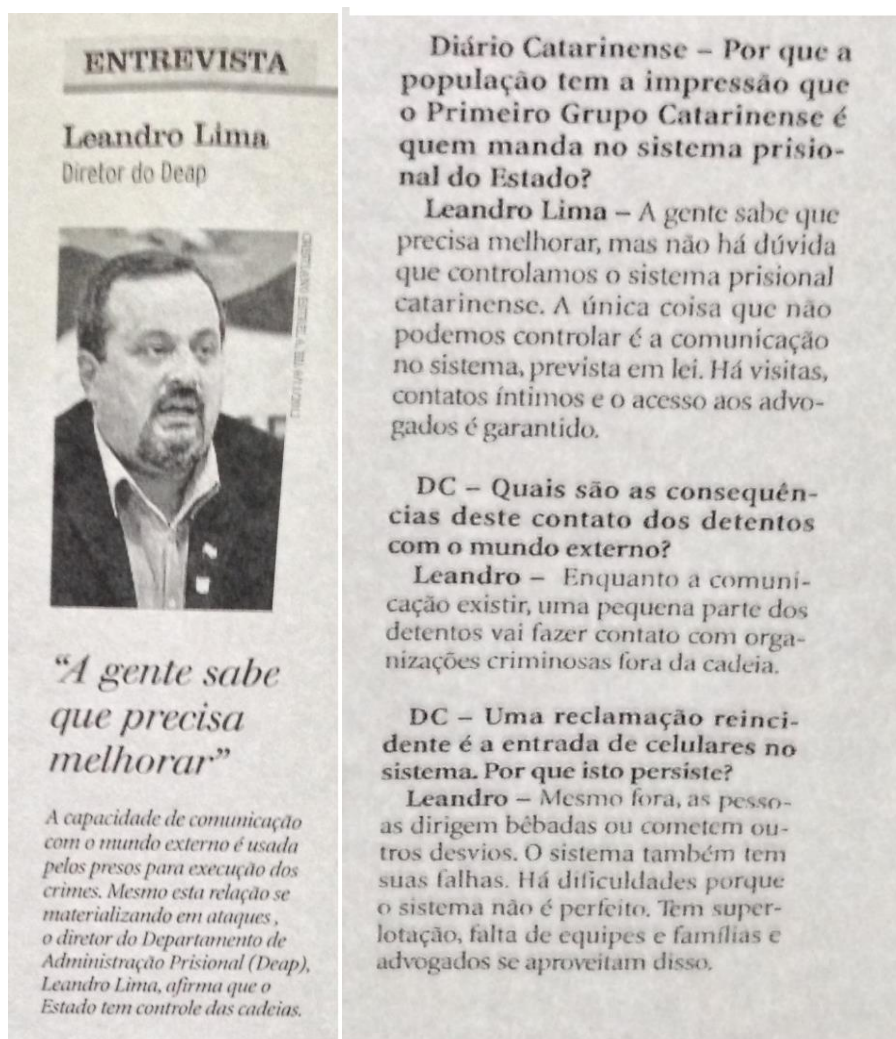 ENTREVISTA
Leandro Lima
Diretor do Deap
“A gente sabe
que precisa
melhorar”
A capacidade de comunicação
com o mundo externo é usada
pelos presos para execução dos
crimes. Mesmo esta relação se
materializando em ataques ,
o diretor do Departamento de
Administração Prisional (Deap),
Leandro Lima, afirma que o
Estado tem controle das cadeias.
Diário Catarinense – Por que a
população tem a impressão que
o Primeiro Grupo Catarinense é
quem manda no sistema prisio-
nal do Estado?
Leandro Lima – A gente sabe que
precisa melhorar, mas não há dúvida
que controlamos o sistema prisional
catarinense. A única coisa que não
podemos controlar é a comunicação
no sistema, prevista em lei. Há visitas,
contatos íntimos e o acesso aos advo-
gados é garantido.
DC – Quais são as consequên-
cias deste contato dos detentos
com o mundo externo?
Leandro – Enquanto a comuni-
cação existir, uma pequena parte dos
detentos vai fazer contato com orga-
nizações criminosas fora da cadeia.
DC – Uma reclamação reinci-
dente é a entrada de celulares no
sistema. Por que isto persiste?
Leandro – Mesmo fora, as pesso-
as dirigem bêbadas ou cometem ou-
tros desvios. O sistema também tem
suas falhas. Há dificuldades porque
o sistema não é perfeito. Tem super-
lotação, falta de equipes e famílias e
advogados se aproveitam disso.